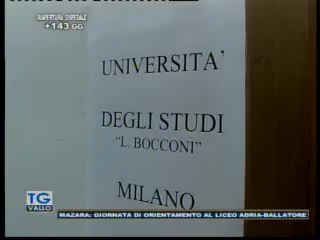 RIAPERTURA OSPEDALE
+143 GG
UNIVERSITA'
DEGLI STUDI
"L. BOCCONI"
MILANO
TG
VALLO
MAZARA: GIORNATA DI ORIENTAMENTO AL LICEO ADRIA-BALLATORE